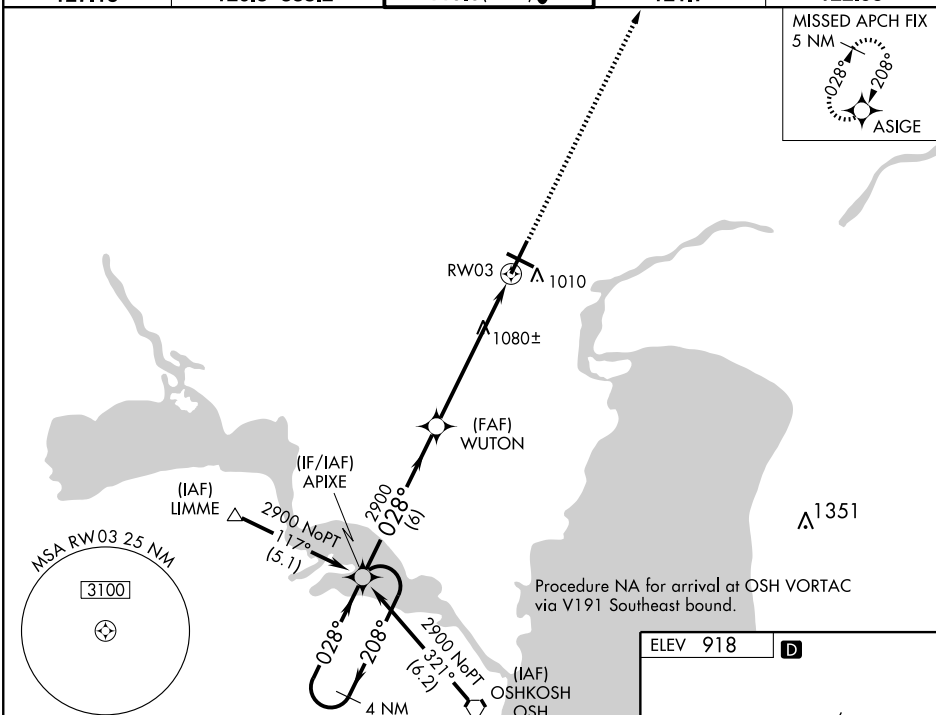 MISSED APCH FIX
5 NM
028°
208°
ASIGE
RW03
1010
1080±
(FAF)
WUTON
(IF/IAF)
APIXE
(IAF)
LIMME
2900 NoPT
117°
(5.1)
2900
028°
(6)
1351
MSA RW03 25 NM
3100
Procedure NA for arrival at OSH VORTAC
via V191 Southeast bound.
028°
208°
2900 NoPT
321°
(6.2)
4 NM
(IAF)
OSHKOSH
OSH
ELEV 918
D